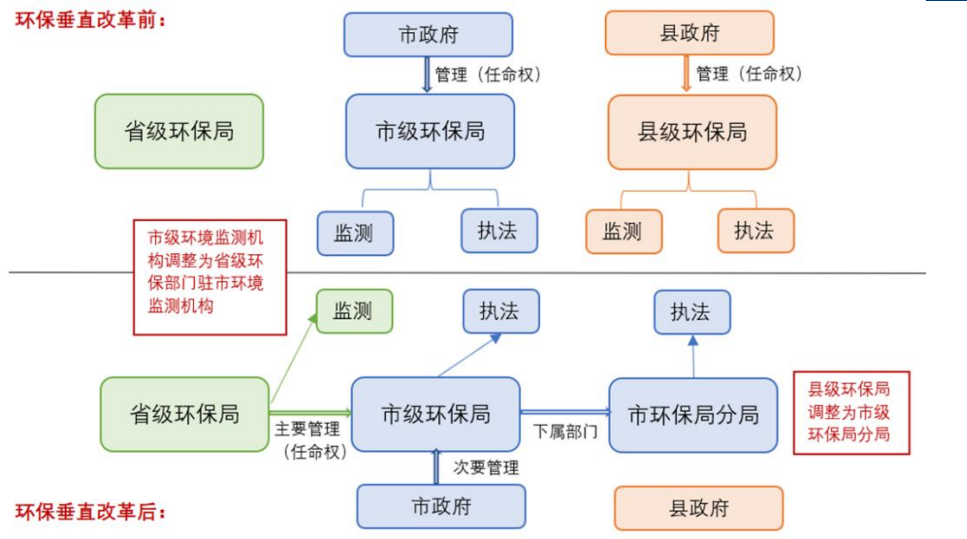 环保垂直改革前：
市政府
县政府
管理（任命权）
管理（任命权）
省级环保局
市级环保局
县级环保局
监测
执法
监测
执法
市级环境监测机
构调整为省级环
保部门驻市环境
监测机构
监测
执法
执法
省级环保局
主要管理
（任命权）
市级环保局
下属部门
市环保局分局
县级环保局
调整为市级
环保局分局
次要管理
环保垂直改革后：
市政府
县政府